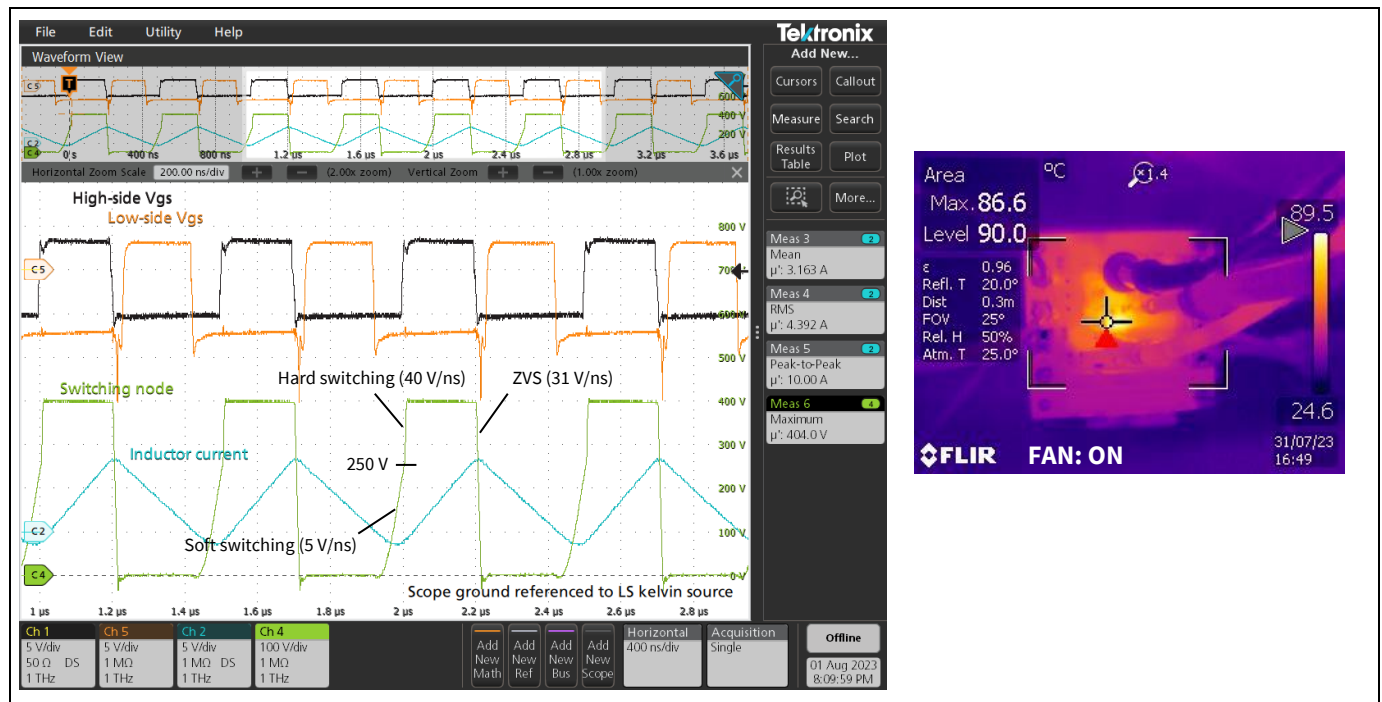 File Edit Utility Help
Tektronix
Waveform View
Add New...
C 5
T
600
400 V
200 V
C 2
C 4
0 s 400 ns 800 ns 1.2 µs 1.6 µs 2 µs 2.4 µs 2.8 µs 3.2 µs 3.6 µs
Horizontal Zoom Scale 200.00 ns/div + − (2.00x zoom) Vertical Zoom + − (1.00x zoom) ×
High-side Vgs
Low-side Vgs
800 V
C 5
700
600 V
500 V
Hard switching (40 V/ns) ZVS (31 V/ns)
Switching node
400 V
300 V
Inductor current
250 V
200 V
C 2
100 V
Soft switching (5 V/ns)
C 4
0 V
Scope ground referenced to LS kelvin source
1 µs 1.2 µs 1.4 µs 1.6 µs 1.8 µs 2 µs 2.2 µs 2.4 µs 2.6 µs 2.8 µs
Cursors Callout
Measure Search
Results Table Plot
More...
Meas 3 2
Mean
µ': 3.163 A
Meas 4 2
RMS
µ': 4.392 A
Meas 5 2
Peak-to-Peak
µ': 10.00 A
Meas 6 4
Maximum
µ': 404.0 V
Ch 1
5 V/div
50 Ω DS
1 THz
Ch 5
5 V/div
1 MΩ
1 THz
Ch 2
5 V/div
1 MΩ DS
1 THz
Ch 4
100 V/div
1 MΩ
1 THz
Add New Math
Add New Ref
Add New Bus
Add New Scope
Horizontal
400 ns/div
Acquisition
Single
Offline
01 Aug 2023
8:09:59 PM
Area °C ×1.4
Max. 86.6
Level 90.0
89.5
ε 0.96
Refl. T 20.0°
Dist 0.3m
FOV 25°
Rel. H 50%
Atm. T 25.0°
24.6
31/07/23
16:49
FLIR FAN: ON